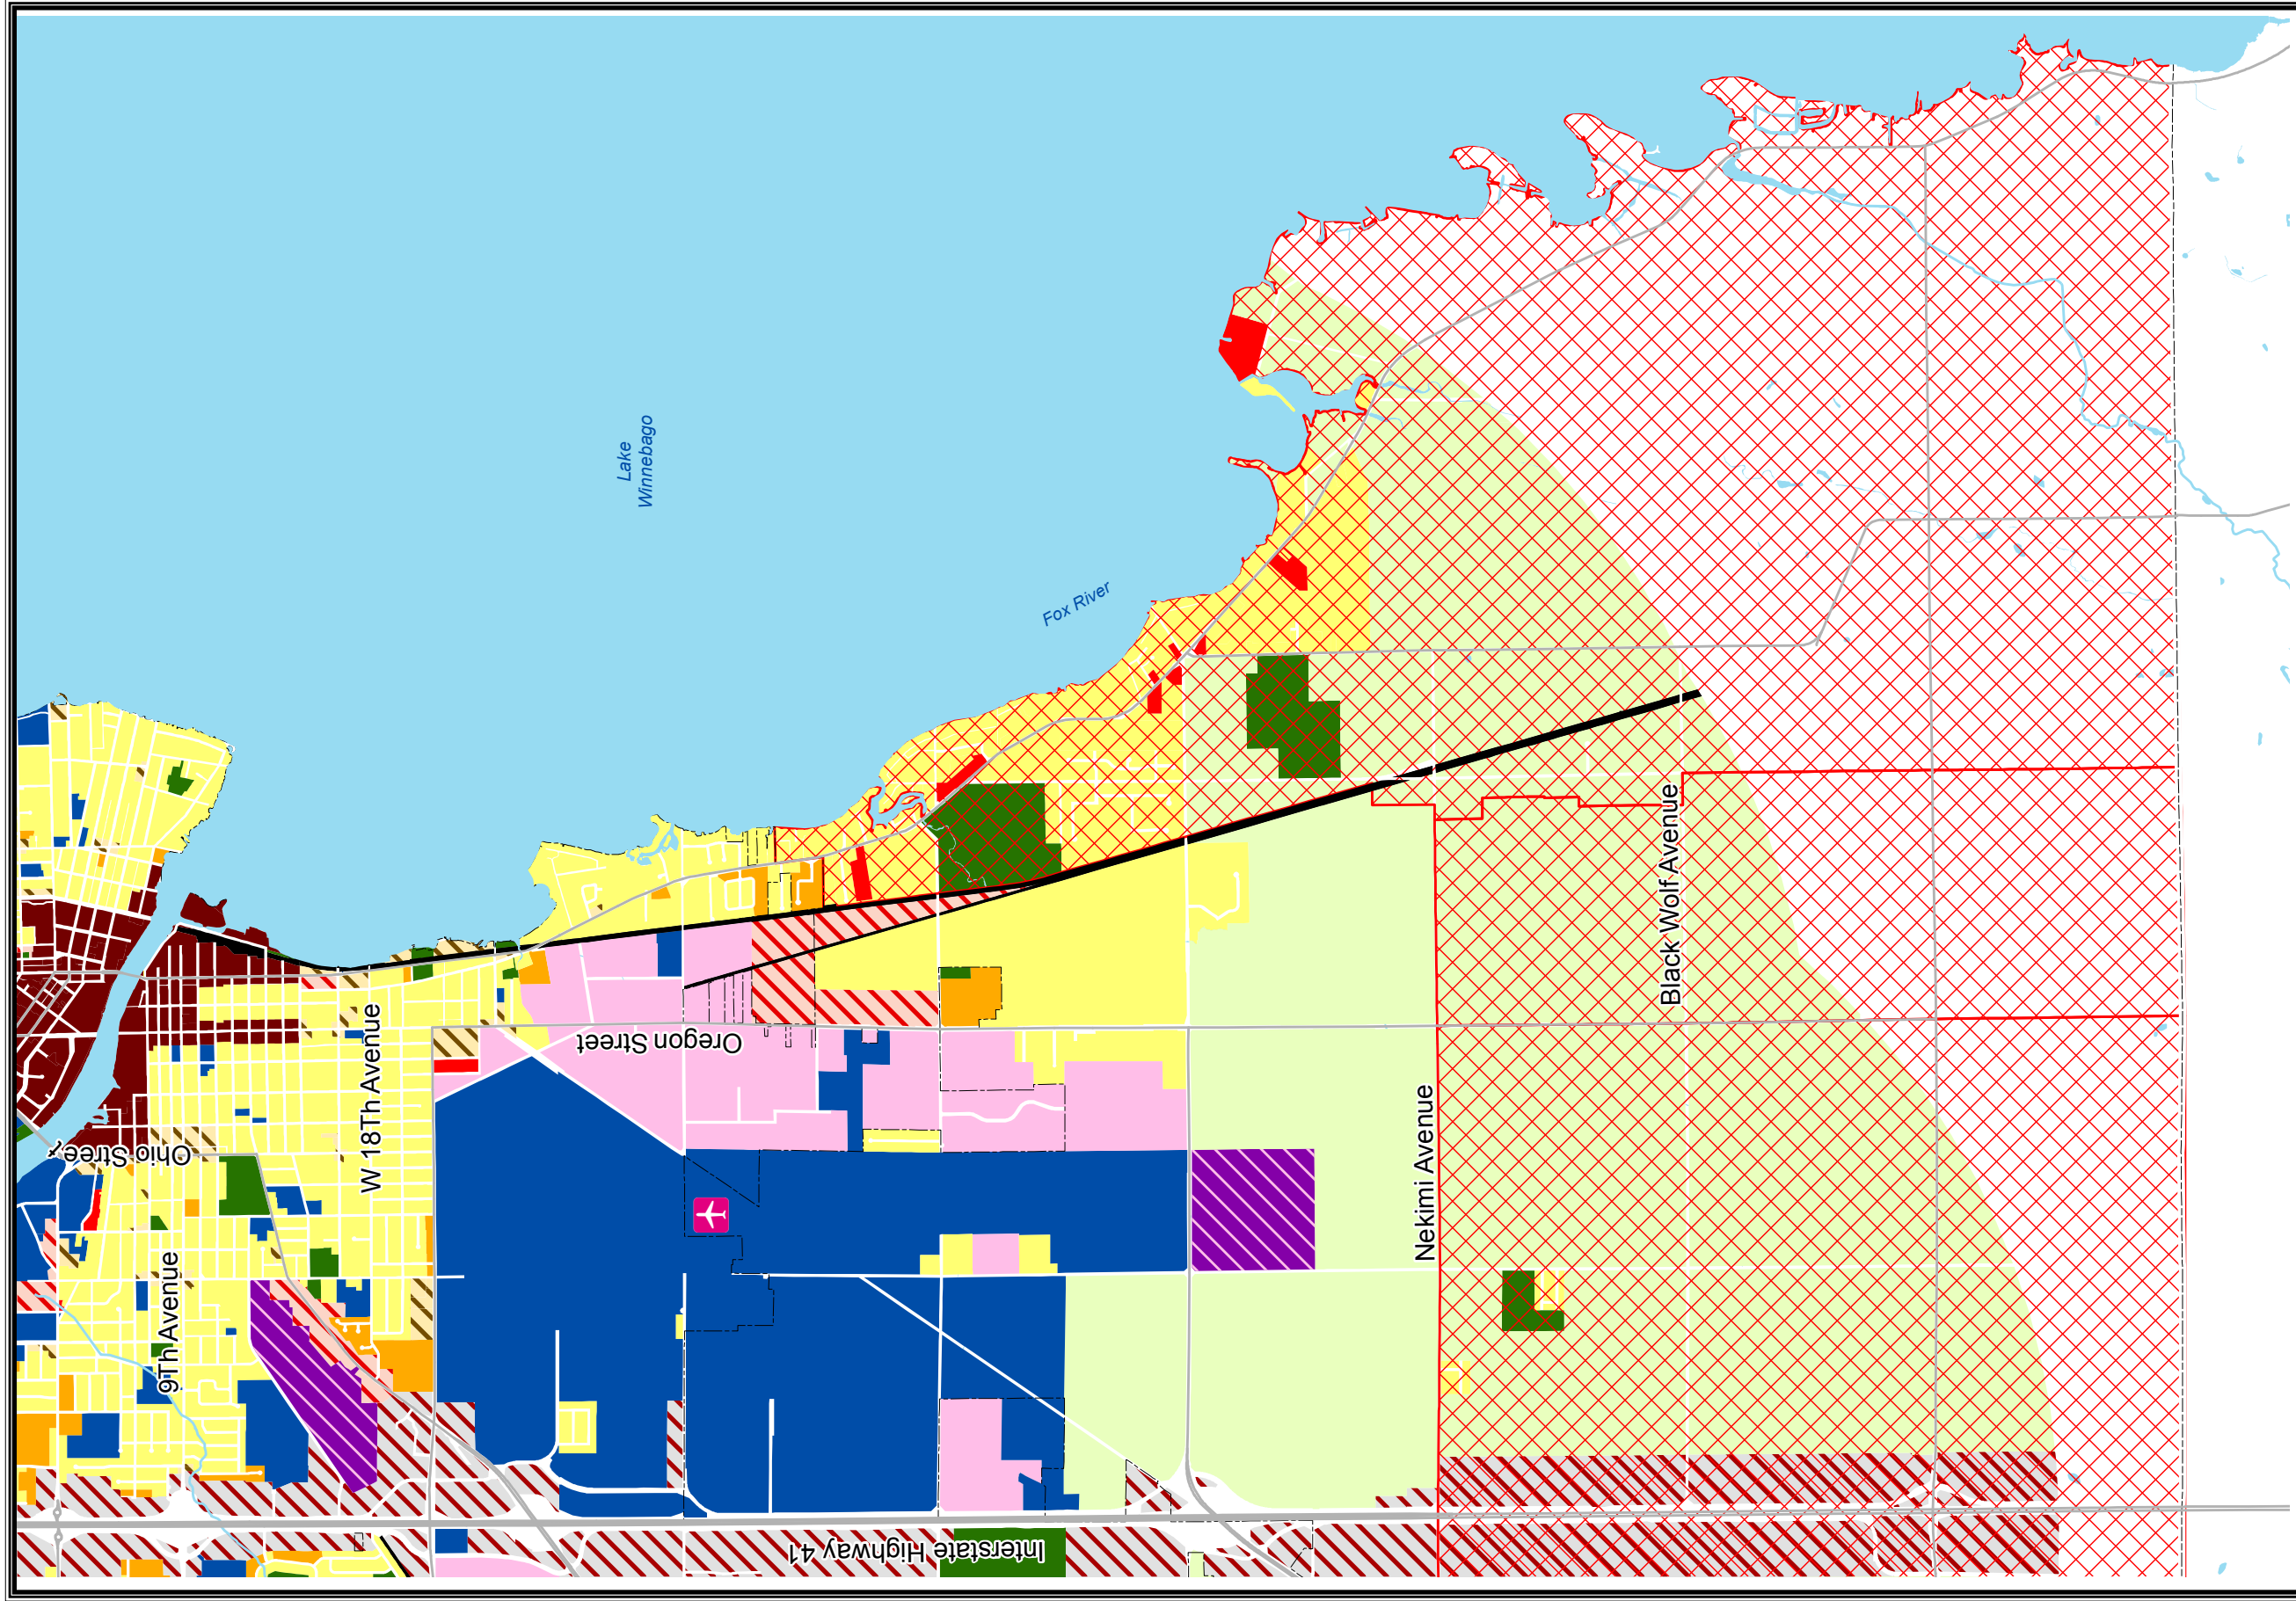 Lake
Winnebago
Fox River
Black Wolf Avenue
W 18Th Avenue
Oregon Street
Nekimi Avenue
Ohio Street
9Th Avenue
Interstate Highway 41